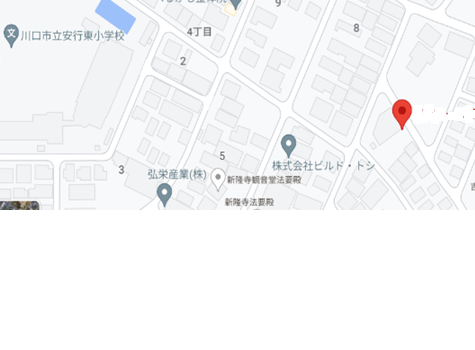 9
4丁目
8
川口市立安行東小学校
2
5
株式会社ビルド・トシ
3
弘栄産業(株)
新隆寺観音堂法要殿
新隆寺法要殿